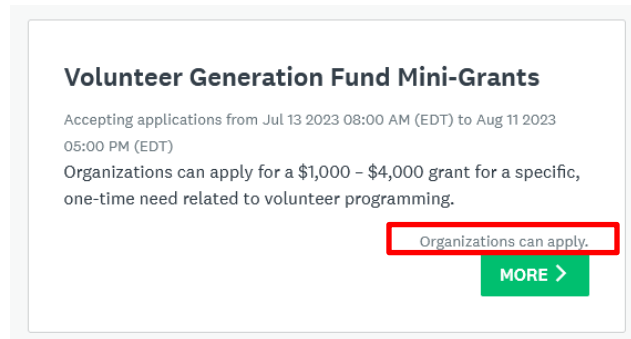 Volunteer Generation Fund Mini-Grants
Accepting applications from Jul 13 2023 08:00 AM (EDT) to Aug 11 2023
05:00 PM (EDT)
Organizations can apply for a $1,000 – $4,000 grant for a specific,
one-time need related to volunteer programming.
Organizations can apply.
MORE >